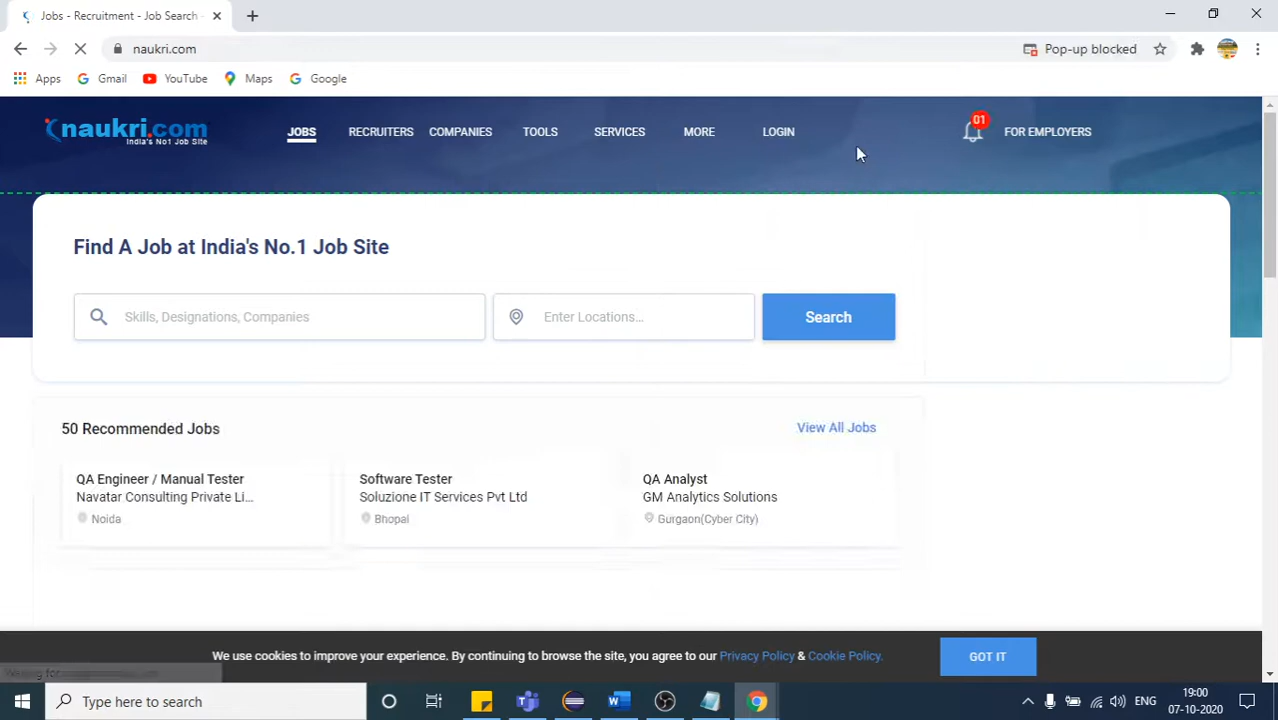 Jobs - Recruitment - Job Search -
naukri.com
Pop-up blocked
Apps Gmail YouTube Maps Google
naukri.com
India's No1 Job Site
JOBS RECRUITERS COMPANIES TOOLS SERVICES MORE LOGIN 01 FOR EMPLOYERS
Find A Job at India's No.1 Job Site
Skills, Designations, Companies Enter Locations... Search
50 Recommended Jobs View All Jobs
QA Engineer / Manual Tester Software Tester QA Analyst
Navatar Consulting Private Li... Soluzione IT Services Pvt Ltd GM Analytics Solutions
Noida Bhopal Gurgaon(Cyber City)
We use cookies to improve your experience. By continuing to browse the site, you agree to our Privacy Policy & Cookie Policy. GOT IT
Waiting for
Type here to search ENG 19:00
07-10-2020